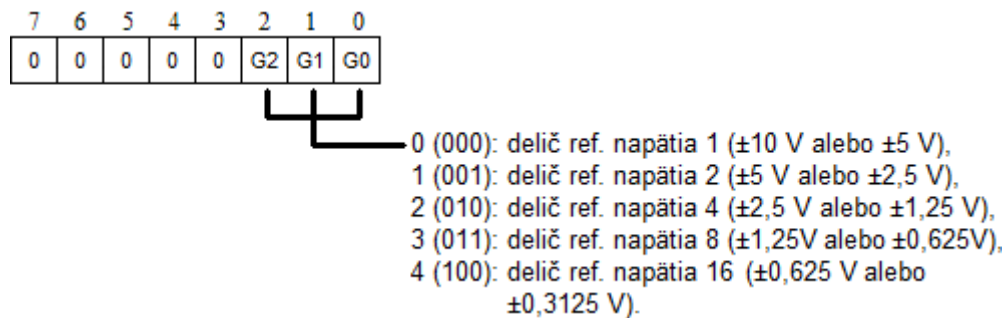 7 6 5 4 3 2 1 0
0 0 0 0 0 G2 G1 G0
0 (000): delič ref. napätia 1 (±10 V alebo ±5 V),
1 (001): delič ref. napätia 2 (±5 V alebo ±2,5 V),
2 (010): delič ref. napätia 4 (±2,5 V alebo ±1,25 V),
3 (011): delič ref. napätia 8 (±1,25V alebo ±0,625V),
4 (100): delič ref. napätia 16 (±0,625 V alebo
±0,3125 V).